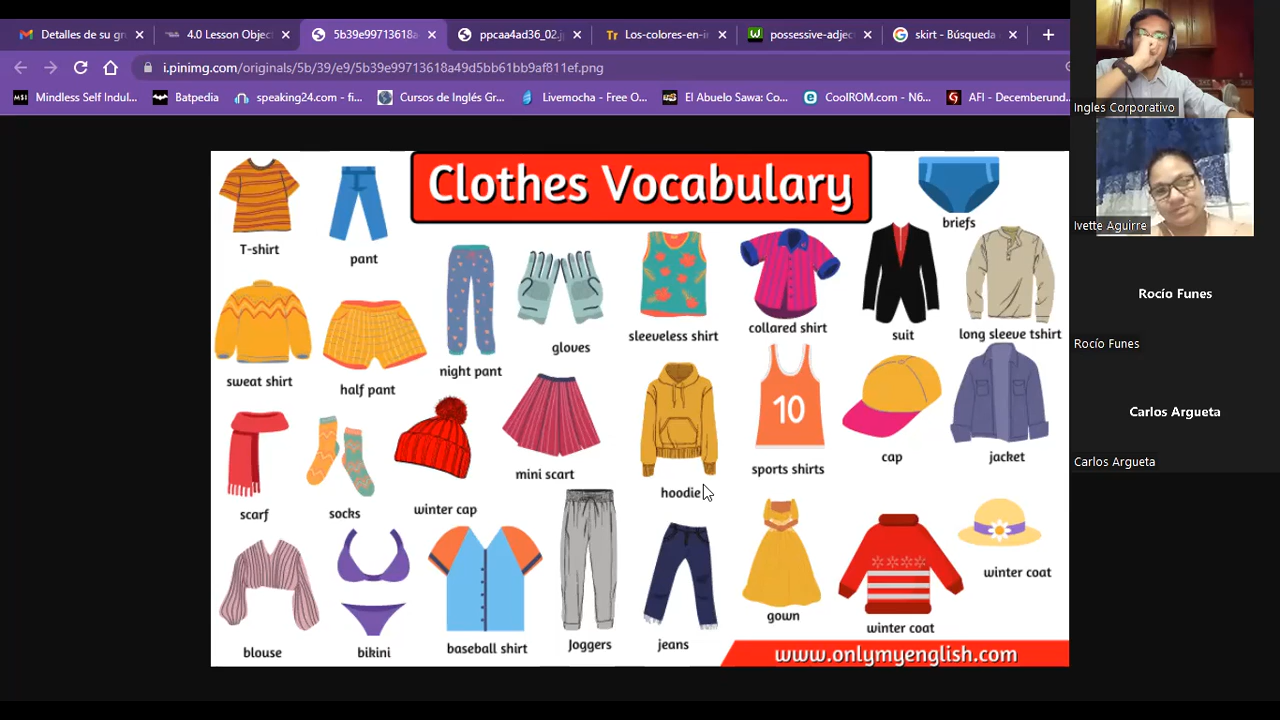 Detalles de su gr
4.0 Lesson Objec
5b39e99713618a
ppcaa4ad36_02.j
Los-colores-en-i
possessive-adjec
skirt - Búsqueda
i.pinimg.com/originals/5b/39/e9/5b39e99713618a49d5bb61bb9af811ef.png
Mindless Self Indul...
Batpedia
speaking24.com - fi...
Cursos de Inglés Gr...
Livemocha - Free O...
El Abuelo Sawa: Co...
CoolROM.com - N6...
AFI - Decemberund...
Clothes Vocabulary
T-shirt
pant
briefs
sweat shirt
half pant
night pant
gloves
sleeveless shirt
collared shirt
suit
long sleeve tshirt
scarf
socks
winter cap
mini scart
hoodie
10
sports shirts
cap
jacket
blouse
bikini
baseball shirt
Joggers
jeans
gown
winter coat
winter coat
www.onlymyenglish.com
Ingles Corporativo
Ivette Aguirre
Rocío Funes
Rocío Funes
Carlos Argueta
Carlos Argueta